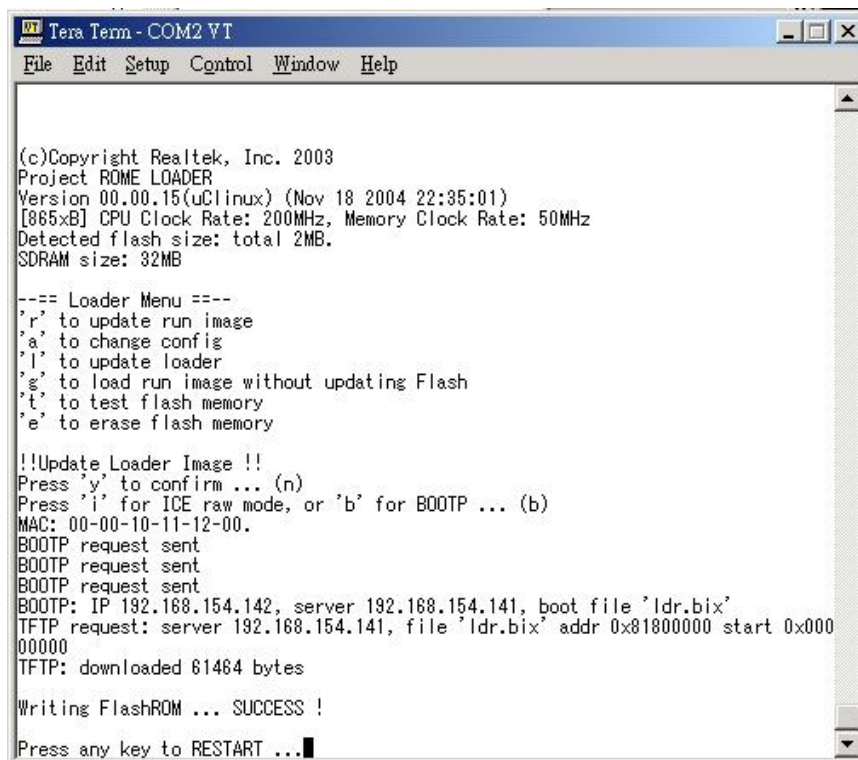 Tera Term - COM2 VT
File Edit Setup Control Window Help
(c)Copyright Realtek, Inc. 2003
Project ROME LOADER
Version 00.00.15(uClinux) (Nov 18 2004 22:35:01)
[865xB] CPU Clock Rate: 200MHz, Memory Clock Rate: 50MHz
Detected flash size: total 2MB.
SDRAM size: 32MB
--== Loader Menu ==--
'r' to update run image
'a' to change config
'l' to update loader
'g' to load run image without updating Flash
't' to test flash memory
'e' to erase flash memory
!!Update Loader Image !!
Press 'y' to confirm ... (n)
Press 'i' for ICE raw mode, or 'b' for BOOTP ... (b)
MAC: 00-00-10-11-12-00.
BOOTP request sent
BOOTP request sent
BOOTP request sent
BOOTP: IP 192.168.154.142, server 192.168.154.141, boot file 'ldr.bix'
TFTP request: server 192.168.154.141, file 'ldr.bix' addr 0x81800000 start 0x000
00000
TFTP: downloaded 61464 bytes
Writing FlashROM ... SUCCESS !
Press any key to RESTART ...